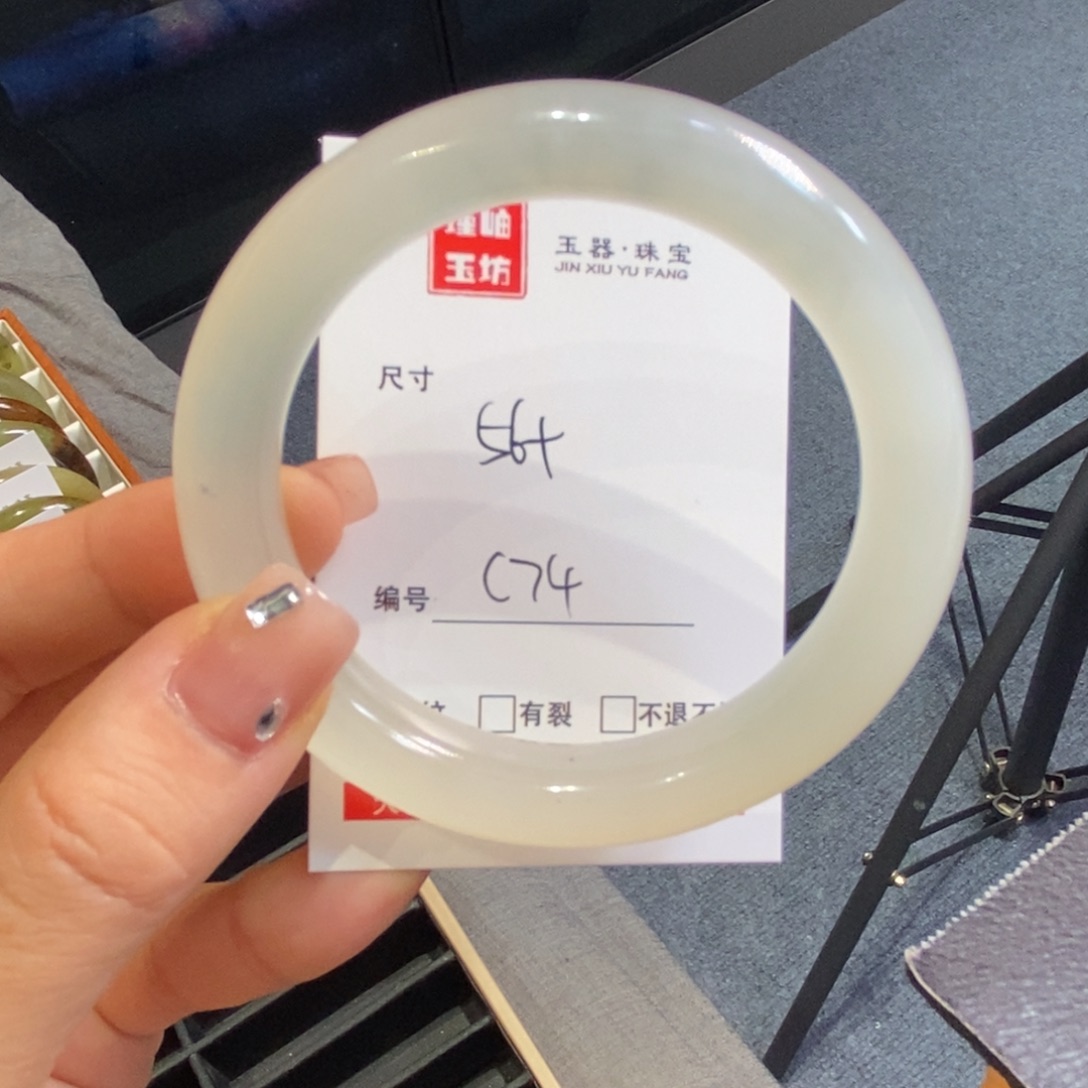 玉坊
玉器·珠宝
JIN XIU YU FANG
尺寸
56+
编号 C74
□有裂 □不退